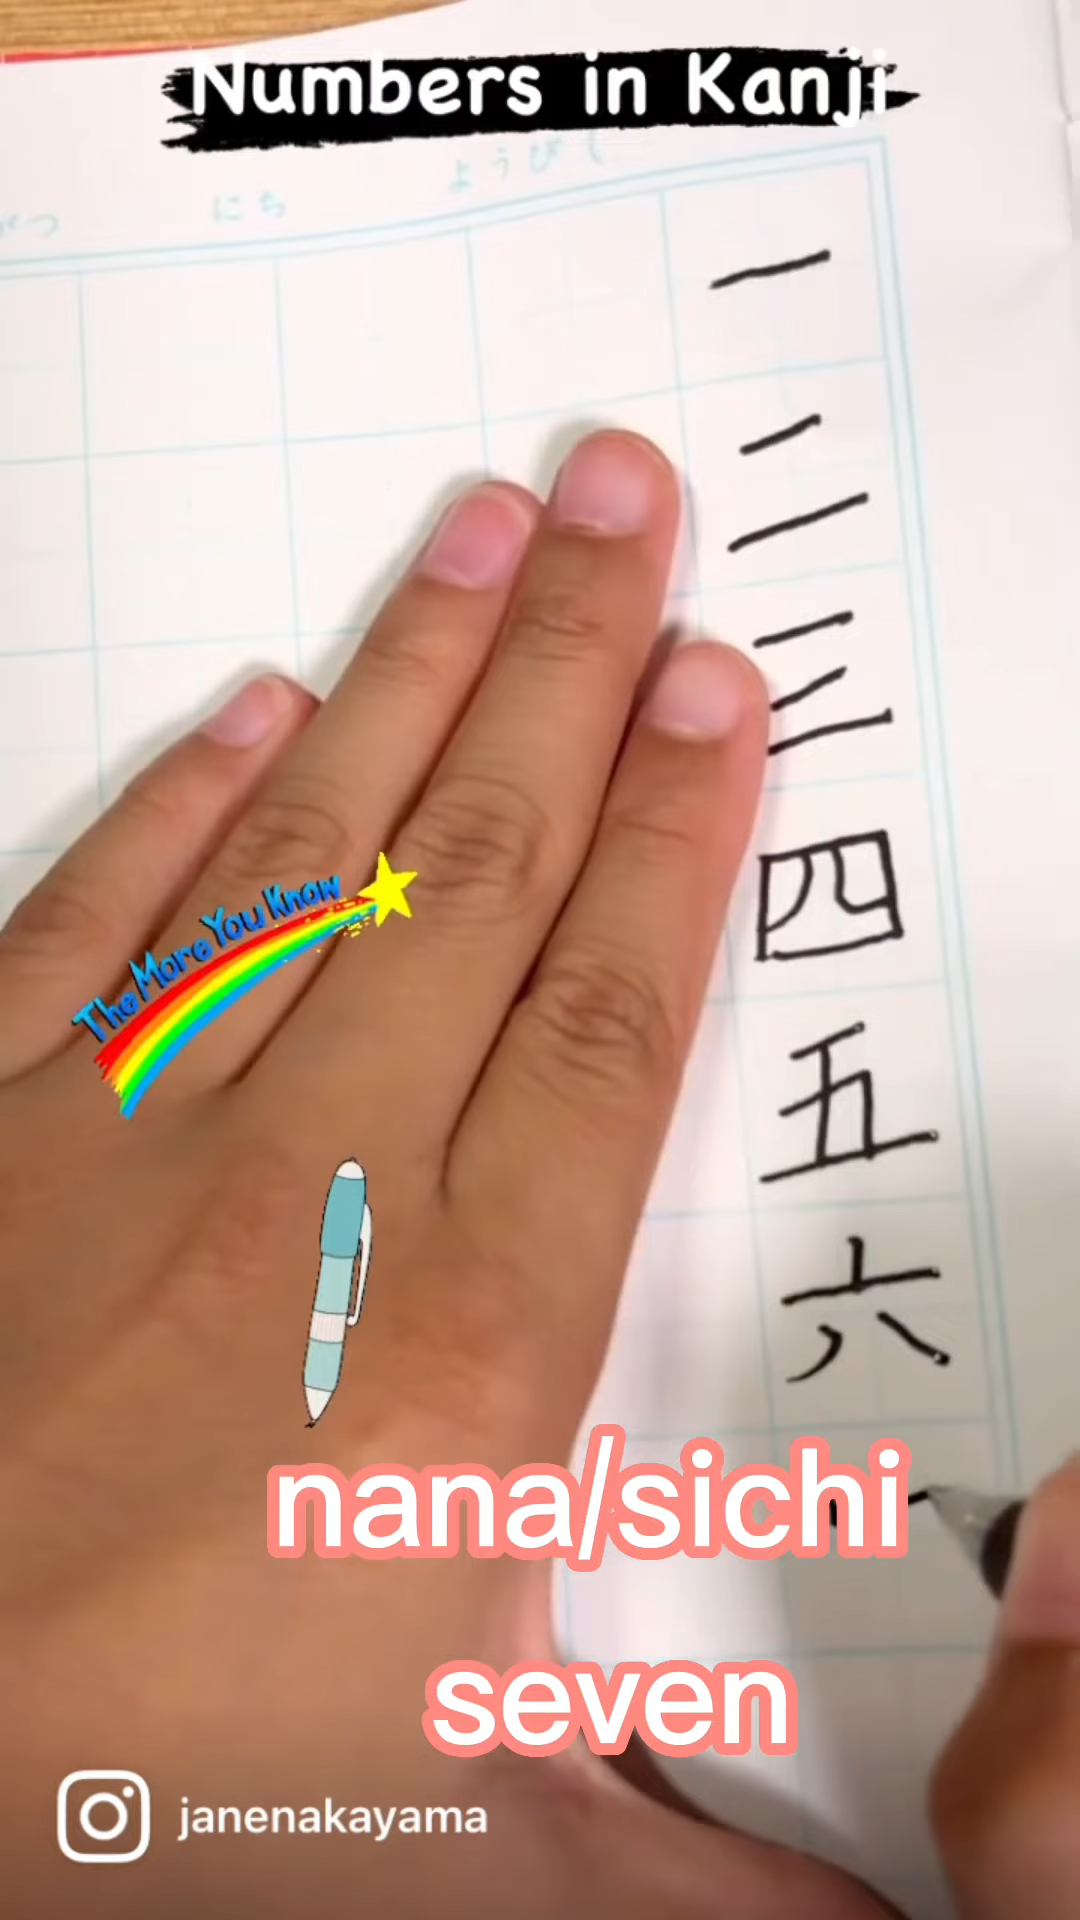 Numbers in Kanji
にち
ようび
一
二
三
四
五
六
The More You Know
nana/sichi
seven
janenakayama